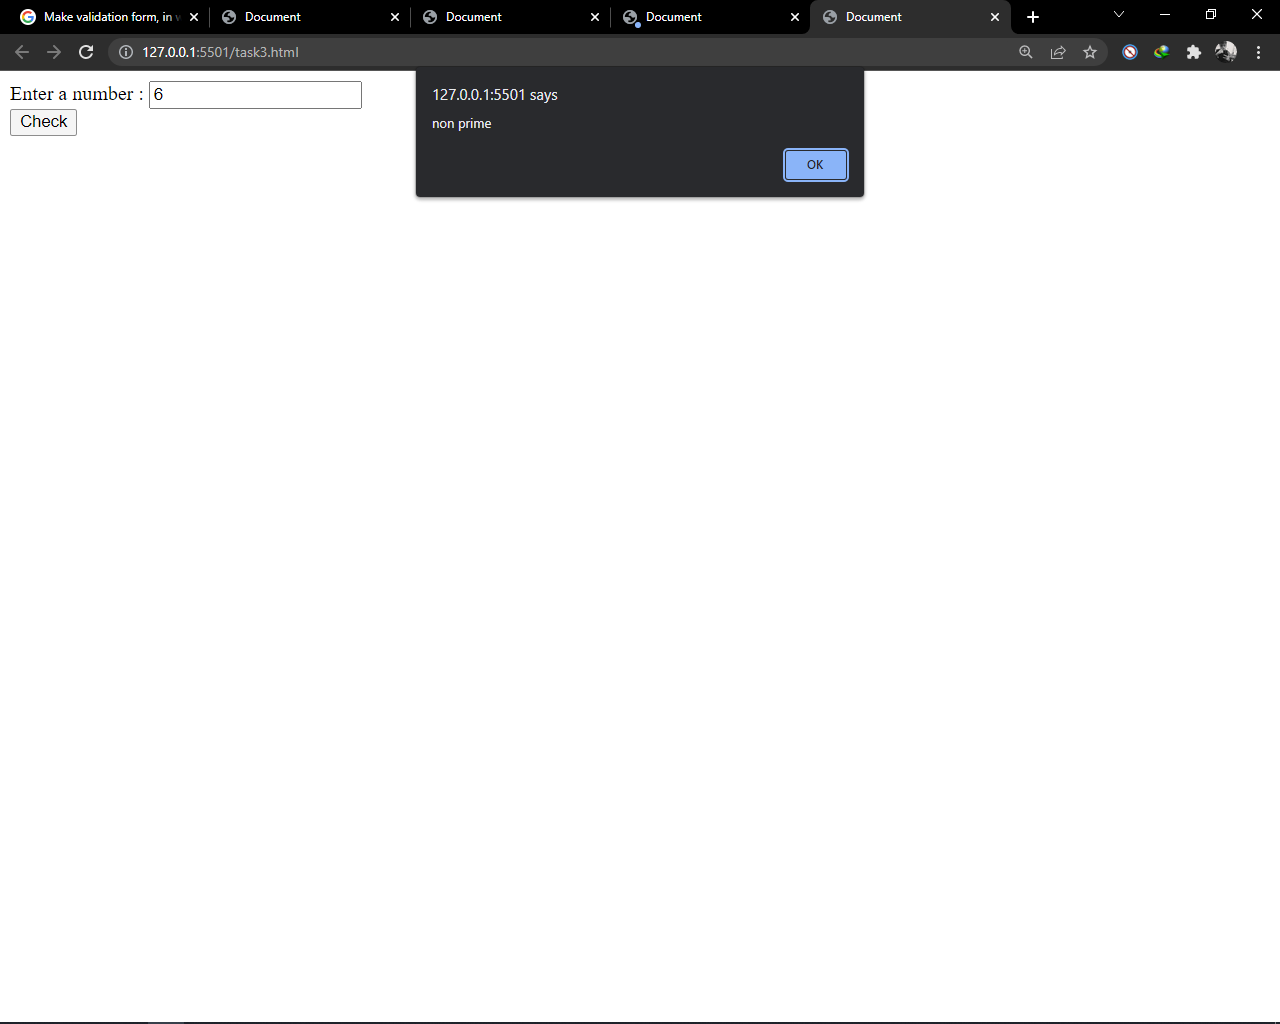 Make validation form, in
Document
Document
Document
Document
127.0.0.1:5501/task3.html
127.0.0.1:5501 says
non prime
OK
Enter a number : 6
Check